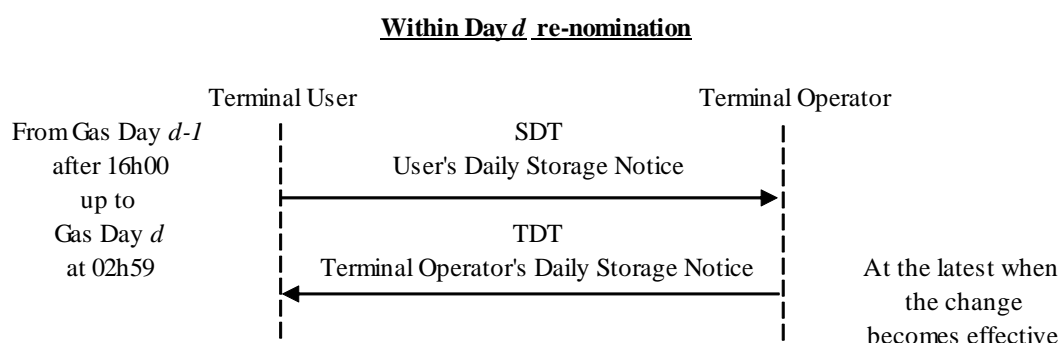 Within Day d re-nomination
Terminal User
Terminal Operator
From Gas Day d-1
after 16h00
up to
Gas Day d
at 02h59
SDT
User's Daily Storage Notice
TDT
Terminal Operator's Daily Storage Notice
At the latest when
the change
becomes effective